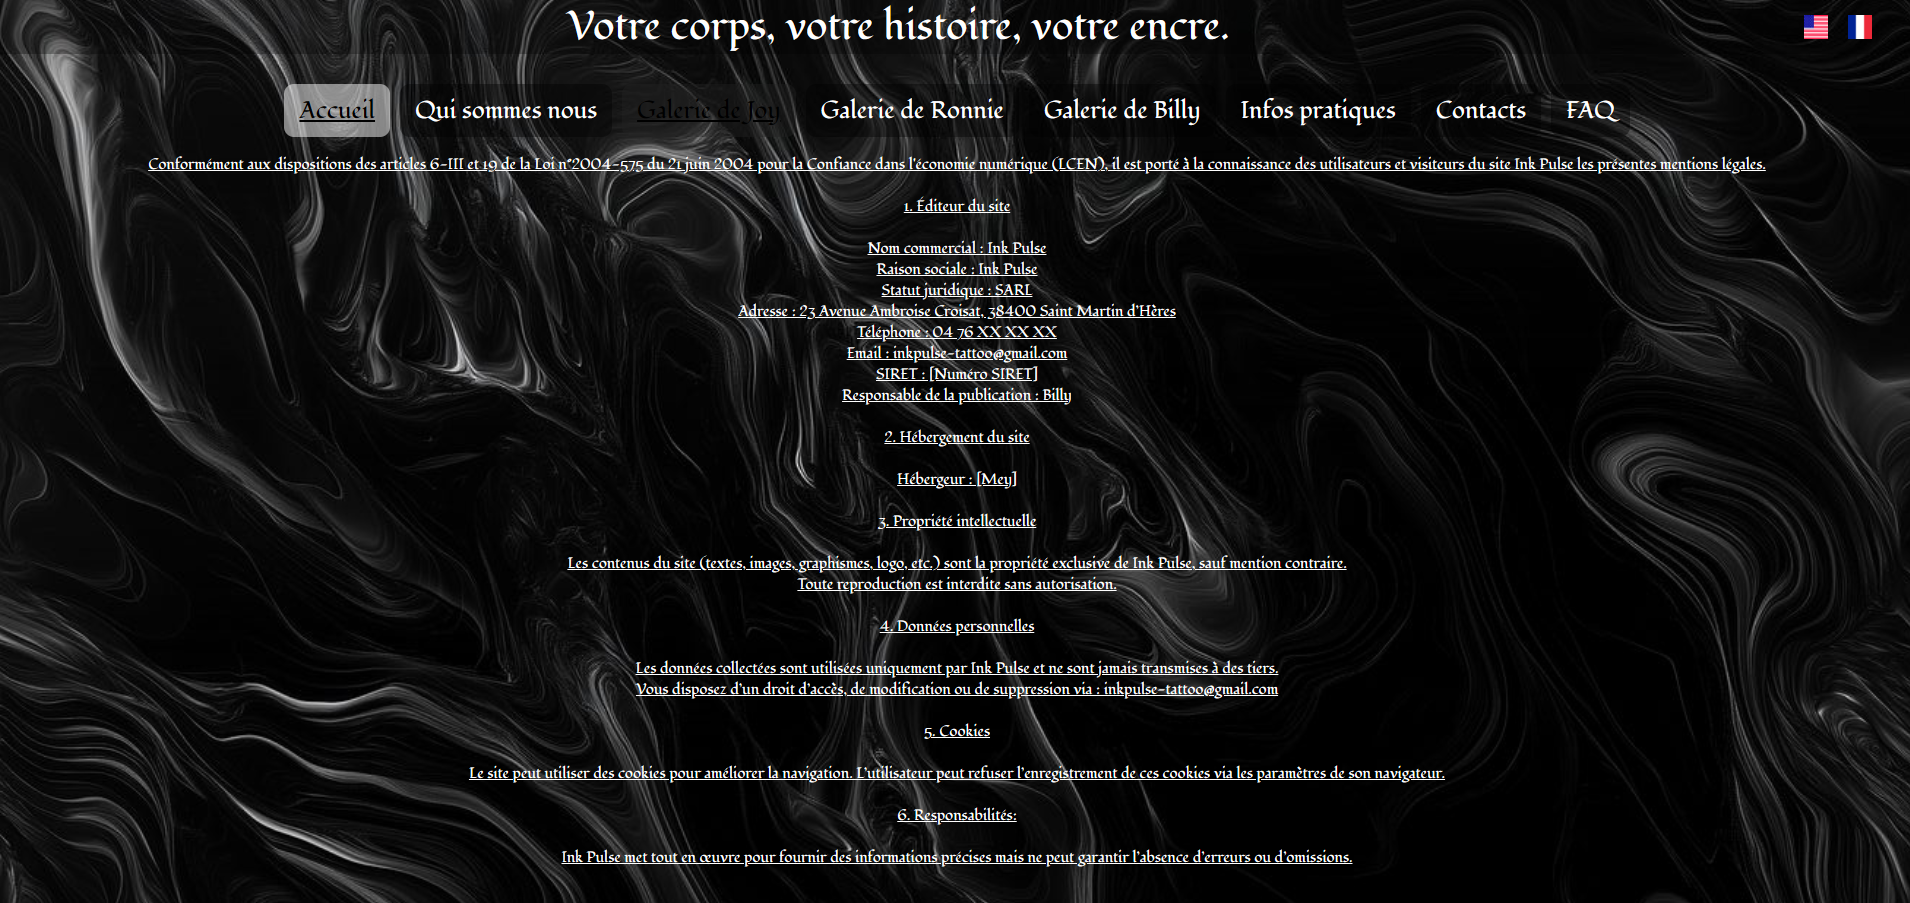 Votre corps, votre histoire, votre encre.
Accueil Qui sommes nous Galerie de Joy Galerie de Ronnie Galerie de Billy Infos pratiques Contacts FAQ
Conformément aux dispositions des articles 6-III et 19 de la Loi n°2004-575 du 21 juin 2004 pour la Confiance dans l'économie numérique (LCEN), il est porté à la connaissance des utilisateurs et visiteurs du site Ink Pulse les présentes mentions légales.
1. Éditeur du site
Nom commercial : Ink Pulse
Raison sociale : Ink Pulse
Statut juridique : SARL
Adresse : 23 Avenue Ambroise Croisat, 38400 Saint Martin d'Hères
Téléphone : 04 76 XX XX XX
Email : inkpulse-tattoo@gmail.com
SIRET : [Numéro SIRET]
Responsable de la publication : Billy
2. Hébergement du site
Hébergeur : [Mey]
3. Propriété intellectuelle
Les contenus du site (textes, images, graphismes, logo, etc.) sont la propriété exclusive de Ink Pulse, sauf mention contraire.
Toute reproduction est interdite sans autorisation.
4. Données personnelles
Les données collectées sont utilisées uniquement par Ink Pulse et ne sont jamais transmises à des tiers.
Vous disposez d'un droit d'accès, de modification ou de suppression via : inkpulse-tattoo@gmail.com
5. Cookies
Le site peut utiliser des cookies pour améliorer la navigation. L'utilisateur peut refuser l'enregistrement de ces cookies via les paramètres de son navigateur.
6. Responsabilités:
Ink Pulse met tout en œuvre pour fournir des informations précises mais ne peut garantir l'absence d'erreurs ou d'omissions.